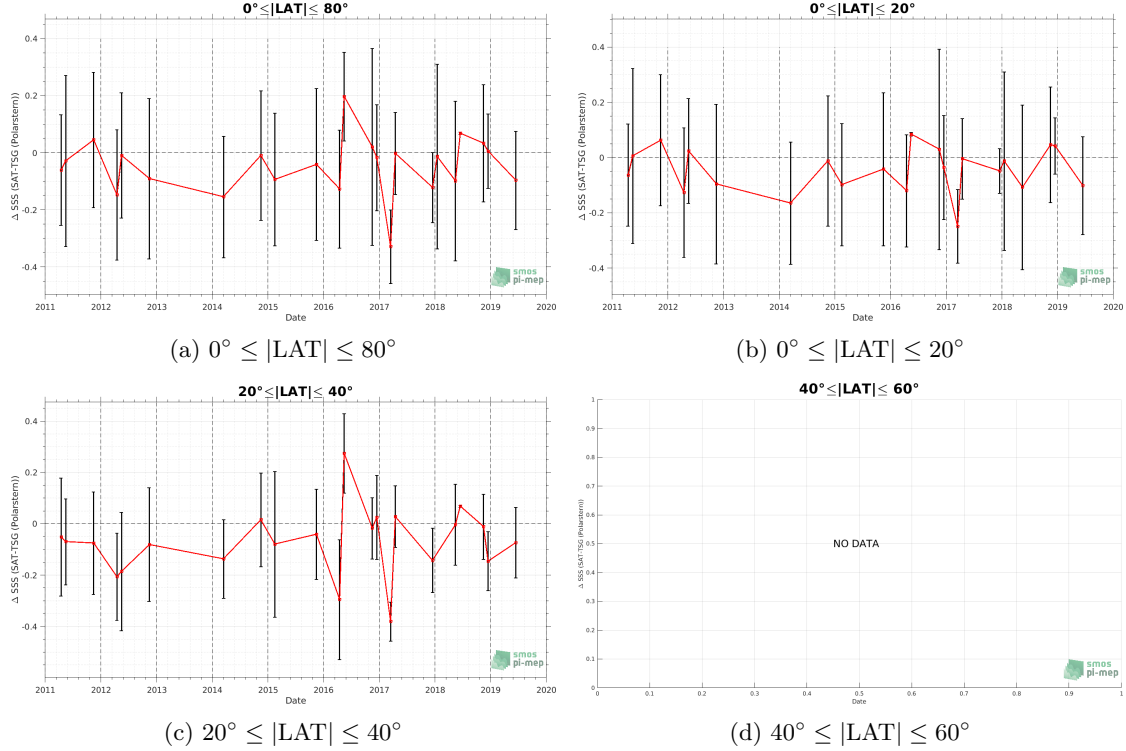 0°≤|LAT|≤ 80°
Δ SSS (SAT-TSG (Polarstern))
0.4
0.2
0
-0.2
-0.4
2011 2012 2013 2014 2015 2016 2017 2018 2019 2020
Date
smos
pi-mep
(a) 0° ≤ |LAT| ≤ 80°
0°≤|LAT|≤ 20°
Δ SSS (SAT-TSG (Polarstern))
0.4
0.2
0
-0.2
-0.4
2011 2012 2013 2014 2015 2016 2017 2018 2019 2020
Date
smos
pi-mep
(b) 0° ≤ |LAT| ≤ 20°
20°≤|LAT|≤ 40°
Δ SSS (SAT-TSG (Polarstern))
0.4
0.2
0
-0.2
-0.4
2011 2012 2013 2014 2015 2016 2017 2018 2019 2020
Date
smos
pi-mep
(c) 20° ≤ |LAT| ≤ 40°
40°≤|LAT|≤ 60°
Δ SSS (SAT-TSG (Polarstern))
1
0.9
0.8
0.7
0.6
0.5
0.4
0.3
0.2
0.1
0
NO DATA
0 0.1 0.2 0.3 0.4 0.5 0.6 0.7 0.8 0.9 1
Date
smos
pi-mep
(d) 40° ≤ |LAT| ≤ 60°